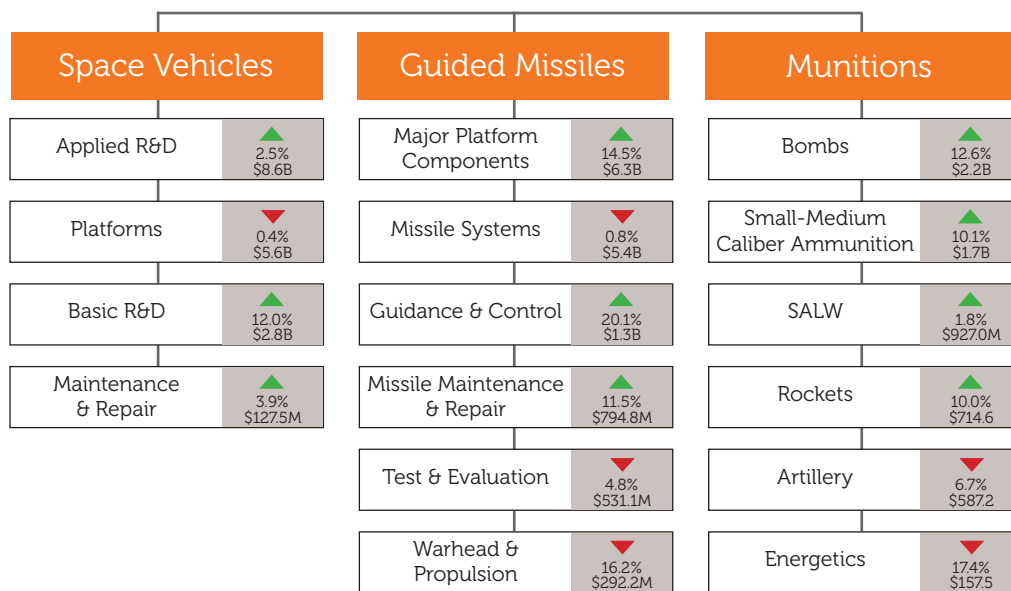 Space Vehicles
Applied R&D
2.5%
$8.6B
Platforms
0.4%
$5.6B
Basic R&D
12.0%
$2.8B
Maintenance
& Repair
3.9%
$127.5M
Guided Missiles
Major Platform
Components
14.5%
$6.3B
Missile Systems
0.8%
$5.4B
Guidance & Control
20.1%
$1.3B
Missile Maintenance
& Repair
11.5%
$794.8M
Test & Evaluation
4.8%
$531.1M
Warhead &
Propulsion
16.2%
$292.2M
Munitions
Bombs
12.6%
$2.2B
Small-Medium
Caliber Ammunition
10.1%
$1.7B
SALW
1.8%
$927.0M
Rockets
10.0%
$714.6
Artillery
6.7%
$587.2
Energetics
17.4%
$157.5